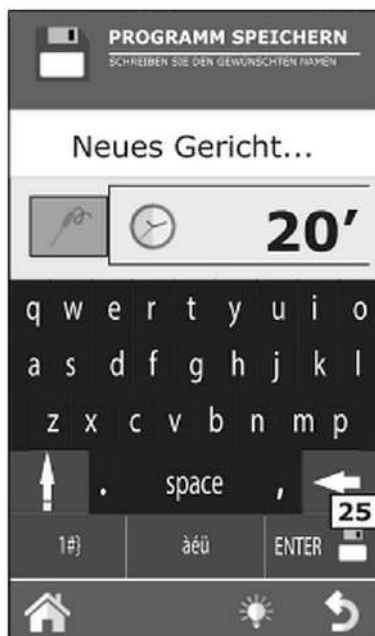 PROGRAMM SPEICHERN
SCHREIBEN SIE DEN GEWÜNSCHTEN NAMEN
Neues Gericht...
20’
q w e r t y u i o
a s d f g h j k l
z x c v b n m p
. space ,
25
1#} àéü ENTER